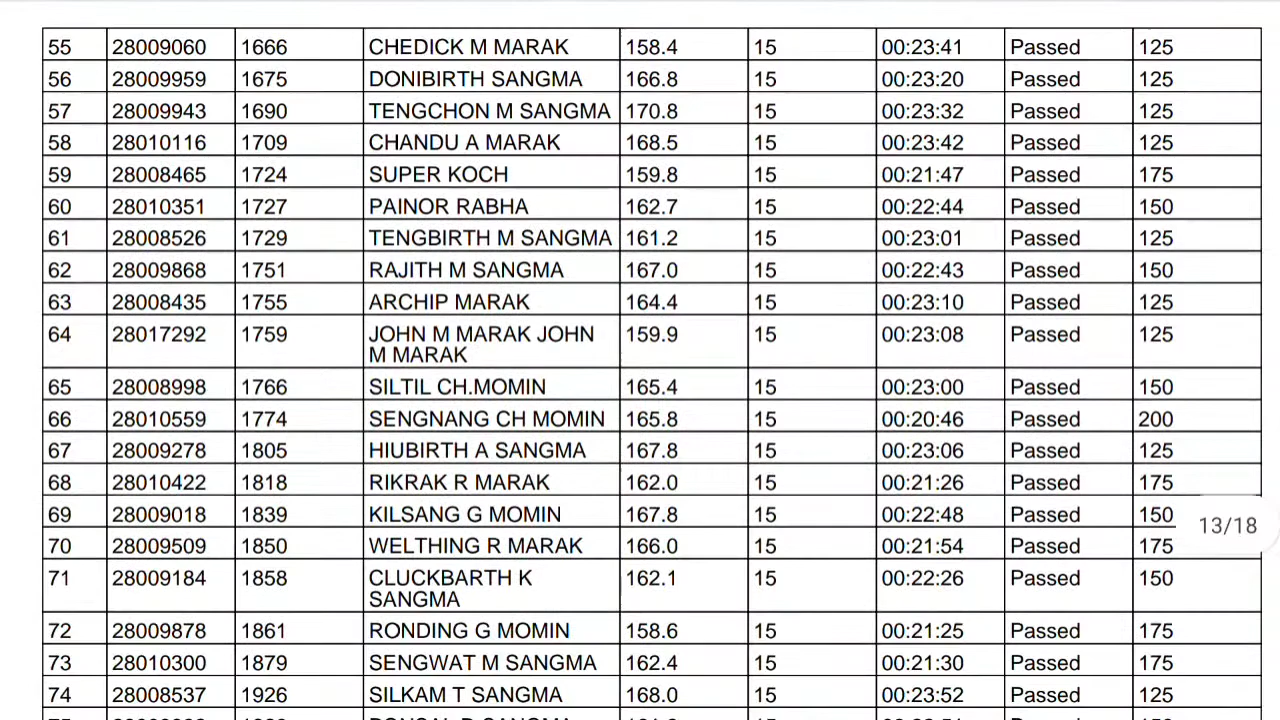 55 28009060 1666 CHEDICK M MARAK 158.4 15 00:23:41 Passed 125
56 28009959 1675 DONIBIRTH SANGMA 166.8 15 00:23:20 Passed 125
57 28009943 1690 TENGCHON M SANGMA 170.8 15 00:23:32 Passed 125
58 28010116 1709 CHANDU A MARAK 168.5 15 00:23:42 Passed 125
59 28008465 1724 SUPER KOCH 159.8 15 00:21:47 Passed 175
60 28010351 1727 PAINOR RABHA 162.7 15 00:22:44 Passed 150
61 28008526 1729 TENGBIRTH M SANGMA 161.2 15 00:23:01 Passed 125
62 28009868 1751 RAJITH M SANGMA 167.0 15 00:22:43 Passed 150
63 28008435 1755 ARCHIP MARAK 164.4 15 00:23:10 Passed 125
64 28017292 1759 JOHN M MARAK JOHN 159.9 15 00:23:08 Passed 125
M MARAK
65 28008998 1766 SILTIL CH.MOMIN 165.4 15 00:23:00 Passed 150
66 28010559 1774 SENGNANG CH MOMIN 165.8 15 00:20:46 Passed 200
67 28009278 1805 HIUBIRTH A SANGMA 167.8 15 00:23:06 Passed 125
68 28010422 1818 RIKRAK R MARAK 162.0 15 00:21:26 Passed 175
69 28009018 1839 KILSANG G MOMIN 167.8 15 00:22:48 Passed 150
13/18
70 28009509 1850 WELTHING R MARAK 166.0 15 00:21:54 Passed 175
71 28009184 1858 CLUCKBARTH K 162.1 15 00:22:26 Passed 150
SANGMA
72 28009878 1861 RONDING G MOMIN 158.6 15 00:21:25 Passed 175
73 28010300 1879 SENGWAT M SANGMA 162.4 15 00:21:30 Passed 175
74 28008537 1926 SILKAM T SANGMA 168.0 15 00:23:52 Passed 125